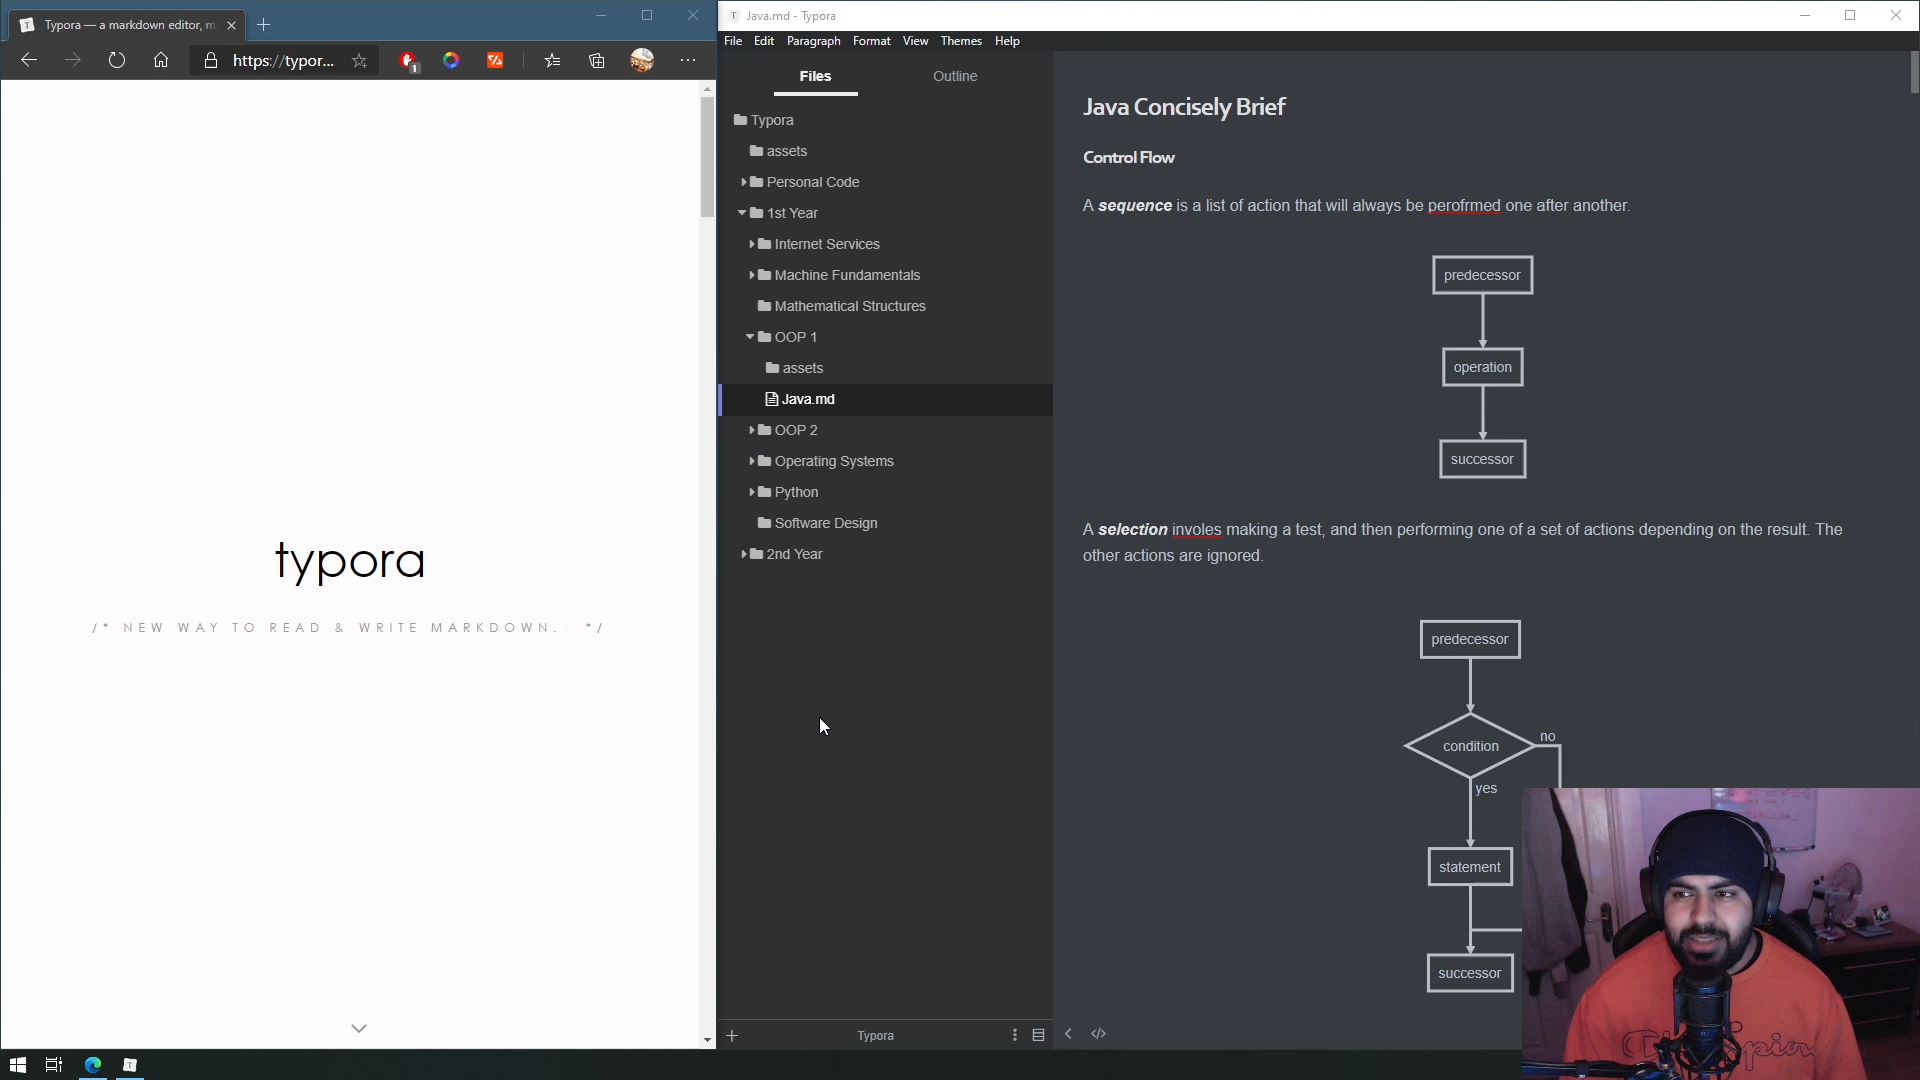 Typora — a markdown editor, m
https://typor...
1
typora
/* NEW WAY TO READ & WRITE MARKDOWN. */
Java.md - Typora
File Edit Paragraph Format View Themes Help
Files Outline
Typora
assets
Personal Code
1st Year
Internet Services
Machine Fundamentals
Mathematical Structures
OOP 1
assets
Java.md
OOP 2
Operating Systems
Python
Software Design
2nd Year
Typora
Java Concisely Brief
Control Flow
A sequence is a list of action that will always be perofrmed one after another.
predecessor
operation
successor
A selection involes making a test, and then performing one of a set of actions depending on the result. The
other actions are ignored.
predecessor
condition
no
yes
statement
successor